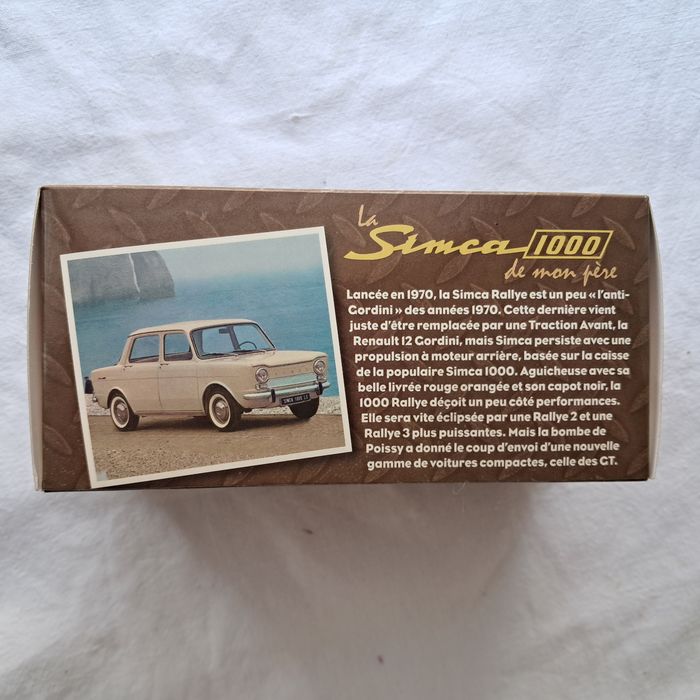 La
Simca 1000
de mon père
Lancée en 1970, la Simca Rallye est un peu « l'anti-
Gordini » des années 1970. Cette dernière vient
juste d'être remplacée par une Traction Avant, la
Renault 12 Gordini, mais Simca persiste avec une
propulsion à moteur arrière, basée sur la caisse
de la populaire Simca 1000. Aguicheuse avec sa
belle livrée rouge orangée et son capot noir, la
1000 Rallye déçoit un peu côté performances.
Elle sera vite éclipsée par une Rallye 2 et une
Rallye 3 plus puissantes. Mais la bombe de
Poissy a donné le coup d'envoi d'une nouvelle
gamme de voitures compactes, celle des GT.